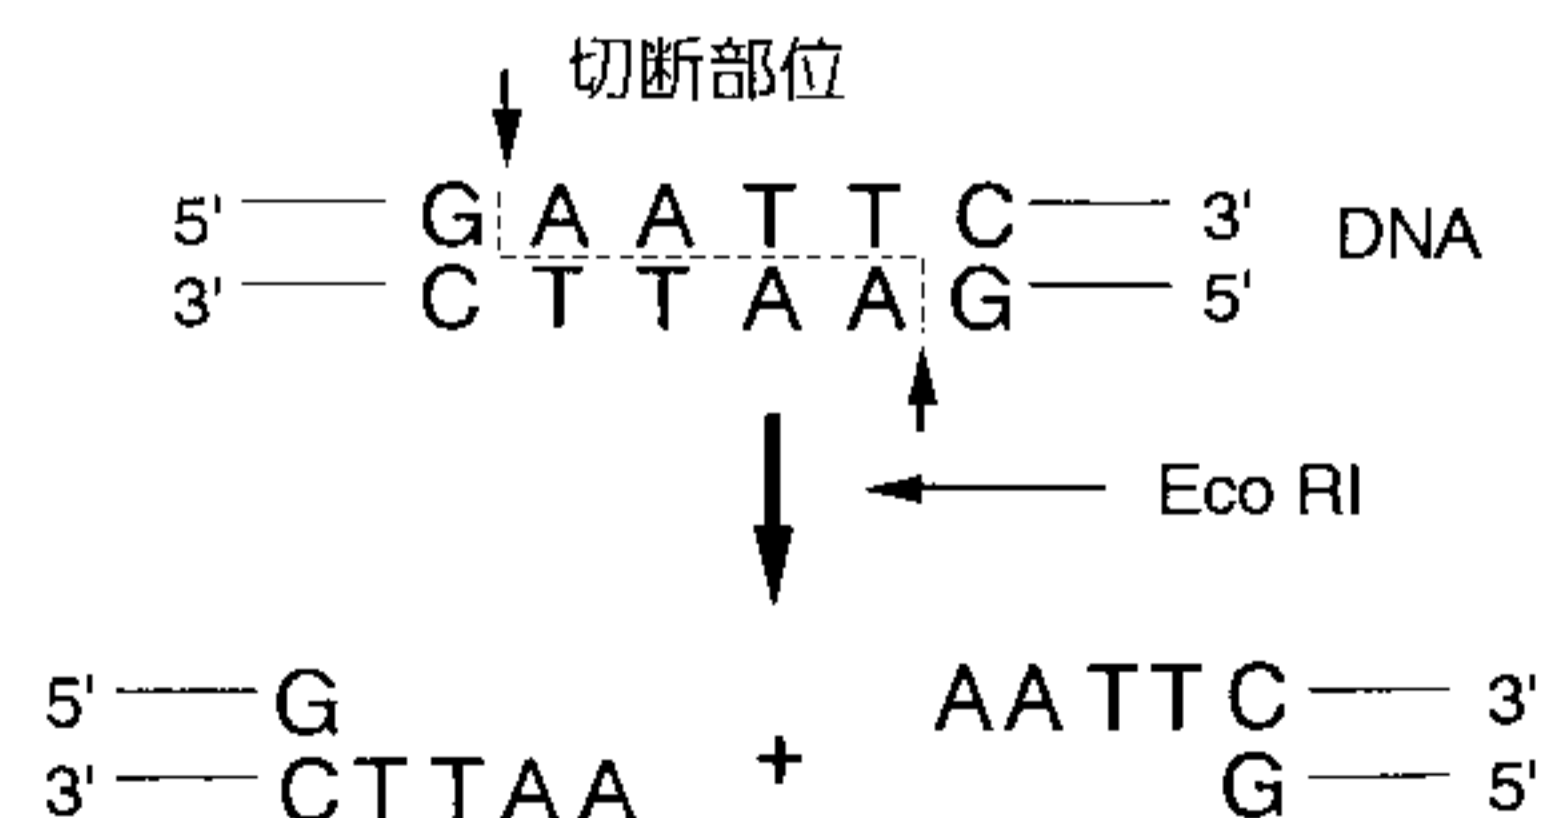 切断部位
5' G A A T T C 3' DNA
3' C T T A A G 5'
Eco RI
5' G AATTC 3'
+
3' CTTAA G 5'